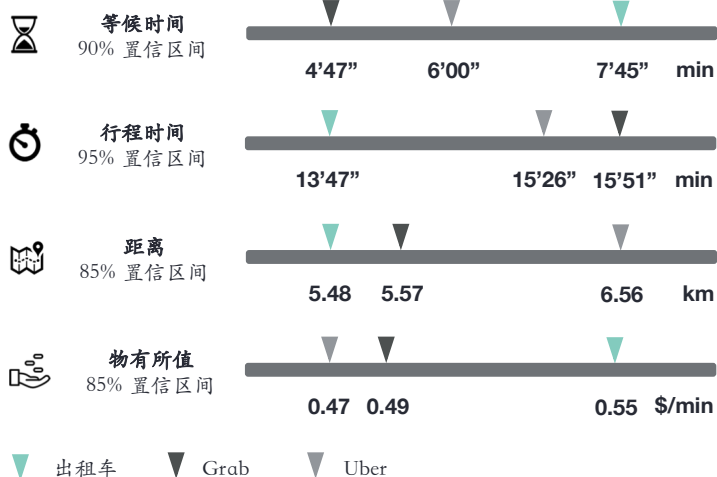 等候时间
90% 置信区间
4’47” 6’00” 7’45” min
行程时间
95% 置信区间
13’47” 15’26” 15’51” min
距离
85% 置信区间
5.48 5.57 6.56 km
物有所值
85% 置信区间
0.47 0.49 0.55 $/min
出租车 Grab Uber